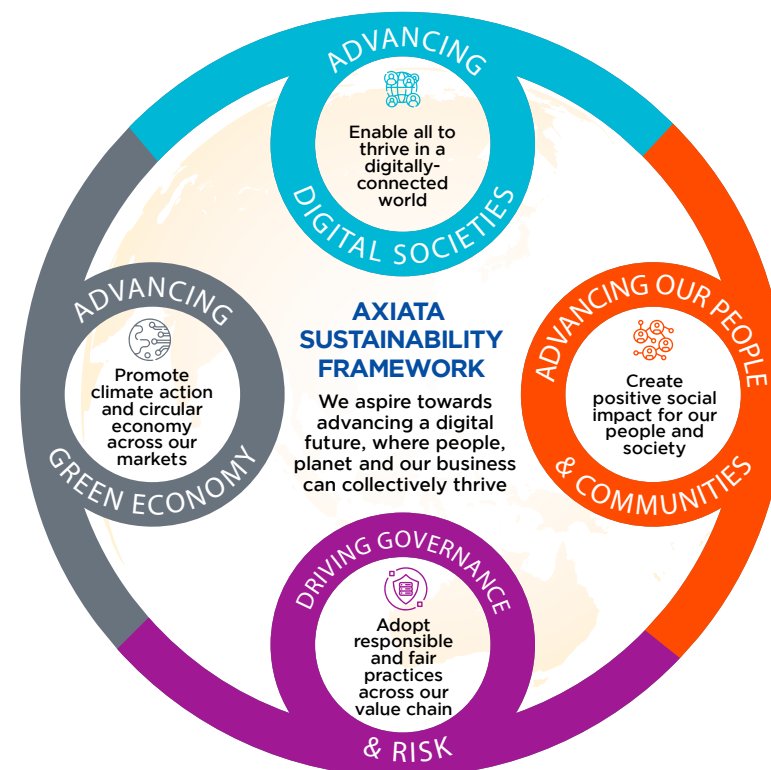 ADVANCING
Enable all to
thrive in a
digitally-
connected
world
DIGITAL SOCIETIES
ADVANCING
Promote
climate action
and circular
economy
across our
markets
GREEN ECONOMY
AXIATA
SUSTAINABILITY
FRAMEWORK
We aspire towards
advancing a digital
future, where people,
planet and our business
can collectively thrive
ADVANCING OUR PEOPLE
Create
positive social
impact for our
people and
society
& COMMUNITIES
DRIVING GOVERNANCE
Adopt
responsible
and fair
practices
across our
value chain
& RISK